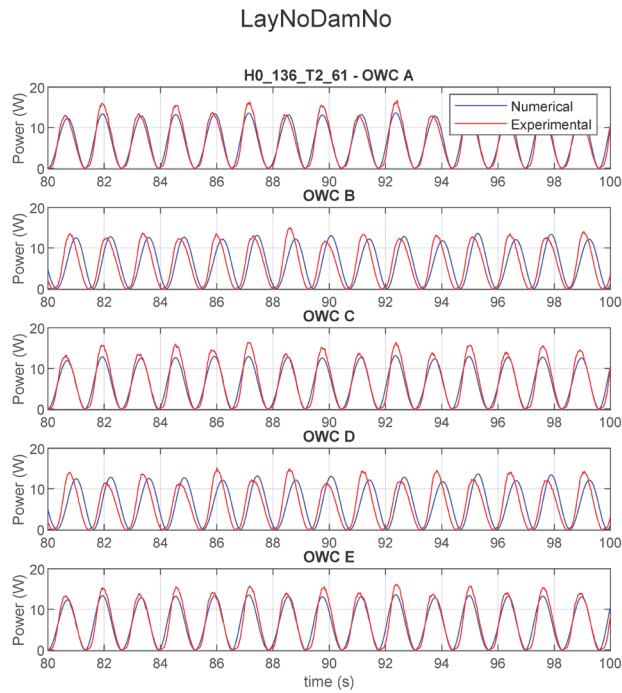 LayNoDamNo
H0_136_T2_61 - OWC A
Power (W)
20
10
0
Numerical
Experimental
80 82 84 86 88 90 92 94 96 98 100
OWC B
Power (W)
20
10
0
80 82 84 86 88 90 92 94 96 98 100
OWC C
Power (W)
20
10
0
80 82 84 86 88 90 92 94 96 98 100
OWC D
Power (W)
20
10
0
80 82 84 86 88 90 92 94 96 98 100
OWC E
Power (W)
20
10
0
80 82 84 86 88 90 92 94 96 98 100
time (s)